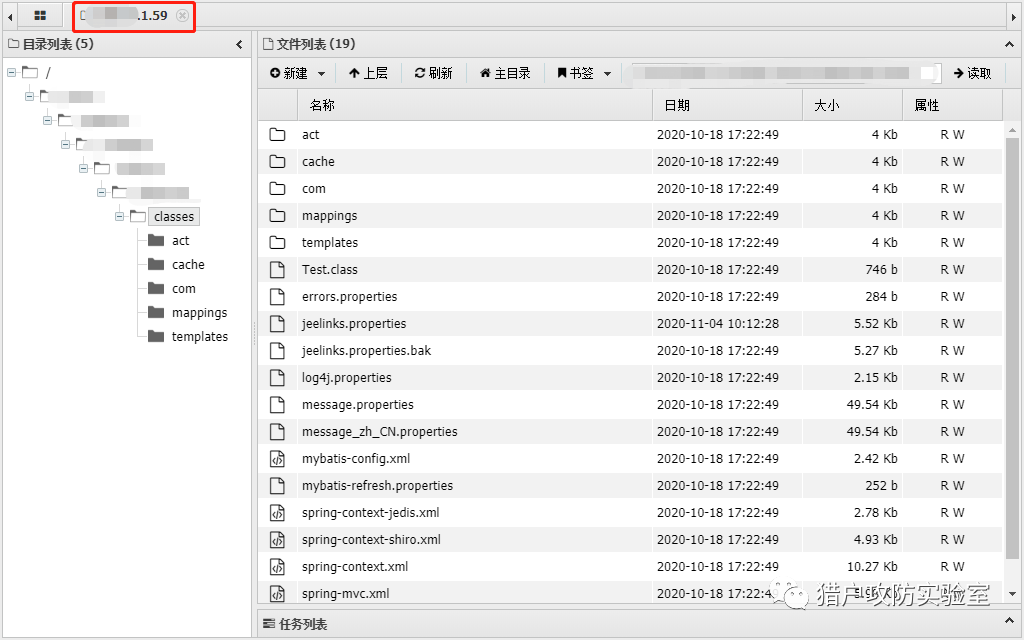 .1.59
目录列表 (5)
/
classes
act
cache
com
mappings
templates
文件列表 (19)
新建 上层 刷新 主目录 书签 读取
名称 日期 大小 属性
act 2020-10-18 17:22:49 4 Kb R W
cache 2020-10-18 17:22:49 4 Kb R W
com 2020-10-18 17:22:49 4 Kb R W
mappings 2020-10-18 17:22:49 4 Kb R W
templates 2020-10-18 17:22:49 4 Kb R W
Test.class 2020-10-18 17:22:49 746 b R W
errors.properties 2020-10-18 17:22:49 284 b R W
jeelinks.properties 2020-11-04 10:12:28 5.52 Kb R W
jeelinks.properties.bak 2020-10-18 17:22:49 5.27 Kb R W
log4j.properties 2020-10-18 17:22:49 2.15 Kb R W
message.properties 2020-10-18 17:22:49 49.54 Kb R W
message_zh_CN.properties 2020-10-18 17:22:49 49.54 Kb R W
mybatis-config.xml 2020-10-18 17:22:49 2.42 Kb R W
mybatis-refresh.properties 2020-10-18 17:22:49 252 b R W
spring-context-jedis.xml 2020-10-18 17:22:49 2.78 Kb R W
spring-context-shiro.xml 2020-10-18 17:22:49 4.93 Kb R W
spring-context.xml 2020-10-18 17:22:49 10.27 Kb R W
spring-mvc.xml 2020-10-18 17:22:4
猎户攻防实验室
任务列表